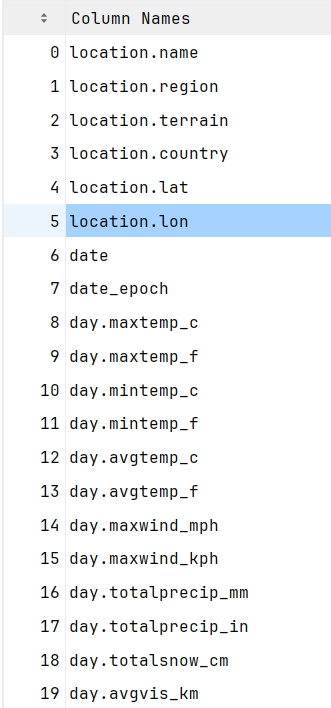 Column Names
0 location.name
1 location.region
2 location.terrain
3 location.country
4 location.lat
5 location.lon
6 date
7 date_epoch
8 day.maxtemp_c
9 day.maxtemp_f
10 day.mintemp_c
11 day.mintemp_f
12 day.avgtemp_c
13 day.avgtemp_f
14 day.maxwind_mph
15 day.maxwind_kph
16 day.totalprecip_mm
17 day.totalprecip_in
18 day.totalsnow_cm
19 day.avgvis_km